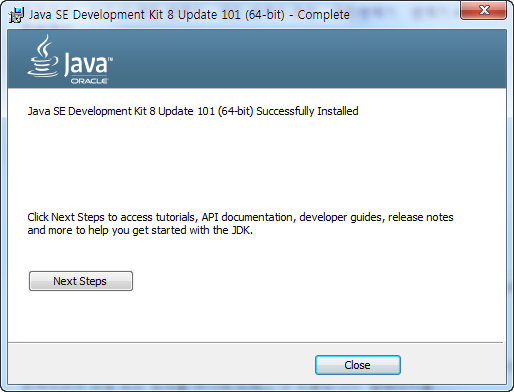 Java SE Development Kit 8 Update 101 (64-bit) - Complete
Java™
ORACLE
Java SE Development Kit 8 Update 101 (64-bit) Successfully Installed
Click Next Steps to access tutorials, API documentation, developer guides, release notes
and more to help you get started with the JDK.
Next Steps
Close